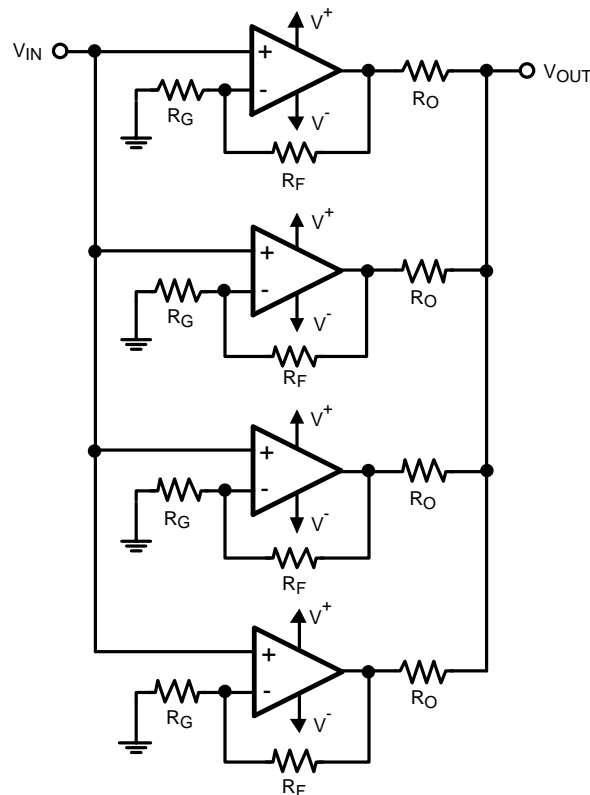 V+
VIN
+
-
RG
RO
VOUT
V-
RF
V+
+
-
RG
RO
V-
RF
V+
+
-
RG
RO
V-
RF
V+
+
-
RG
RO
V-
RF